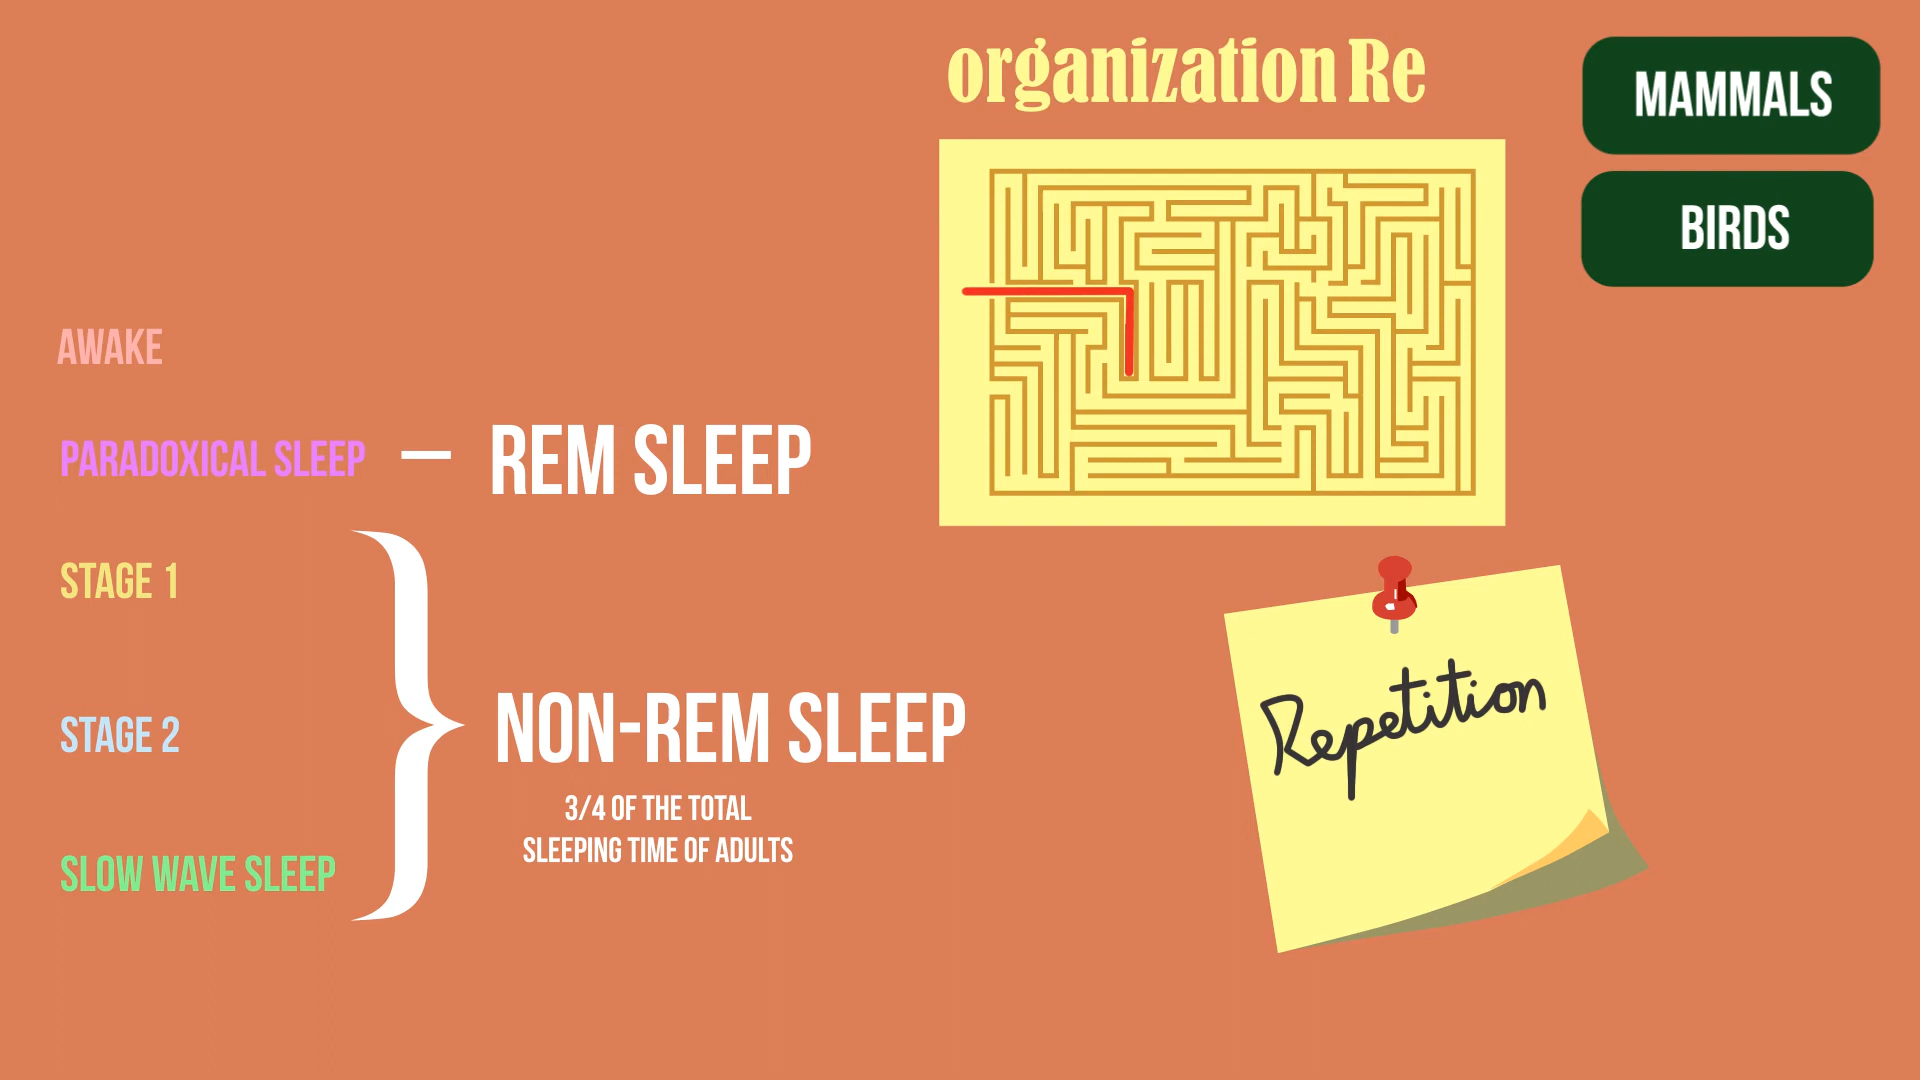 organization Re
MAMMALS
BIRDS
AWAKE
PARADOXICAL SLEEP – REM SLEEP
STAGE 1
STAGE 2
SLOW WAVE SLEEP
NON-REM SLEEP
3/4 OF THE TOTAL
SLEEPING TIME OF ADULTS
Repetition